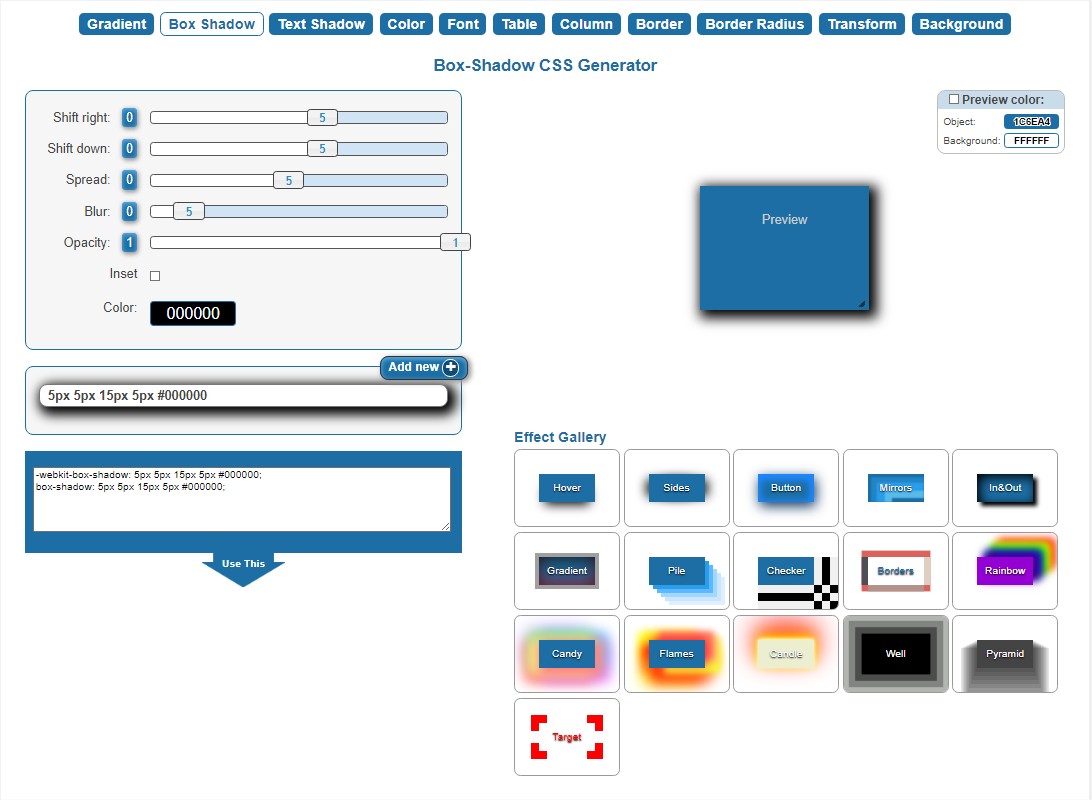 Gradient Box Shadow Text Shadow Color Font Table Column Border Border Radius Transform Background
Box-Shadow CSS Generator
Shift right: 0 5
Shift down: 0 5
Spread: 0 5
Blur: 0 5
Opacity: 1 1
Inset
Color: 000000
Add new
5px 5px 15px 5px #000000
-webkit-box-shadow: 5px 5px 15px 5px #000000;
box-shadow: 5px 5px 15px 5px #000000;
Use This
Preview color:
Object: 1C6EA4
Background: FFFFFF
Preview
Effect Gallery
Hover Sides Button Mirrors In&Out
Gradient Pile Checker Borders Rainbow
Candy Flames Candle Well Pyramid
Target